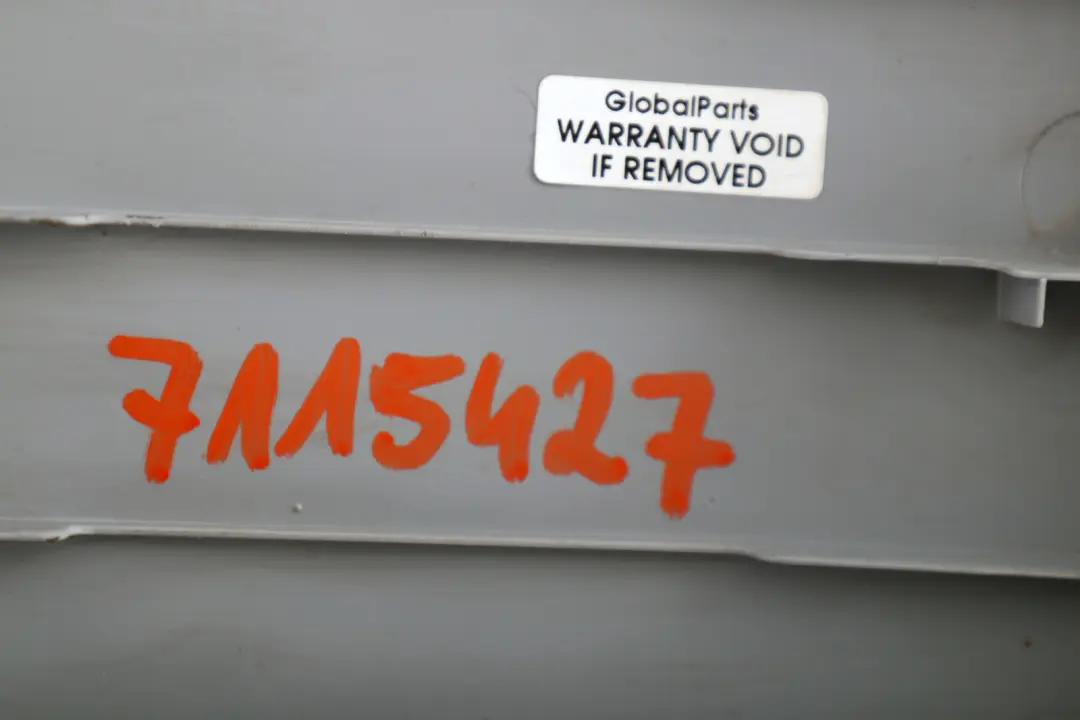 GlobalParts
WARRANTY VOID
IF REMOVED
7115427